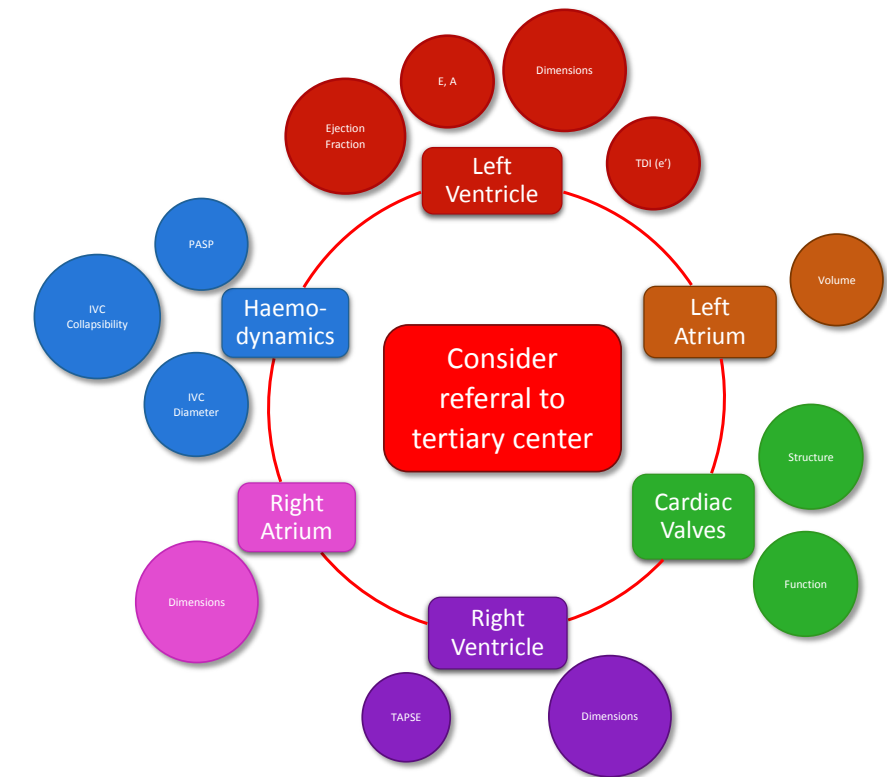 Dimensions
E, A
Ejection
Fraction
TDI (e’)
Left
Ventricle
PASP
IVC
Collapsibility
Haemo-
dynamics
IVC
Diameter
Volume
Left
Atrium
Consider
referral to
tertiary center
Structure
Cardiac
Valves
Function
Right
Atrium
Dimensions
Right
Ventricle
TAPSE
Dimensions